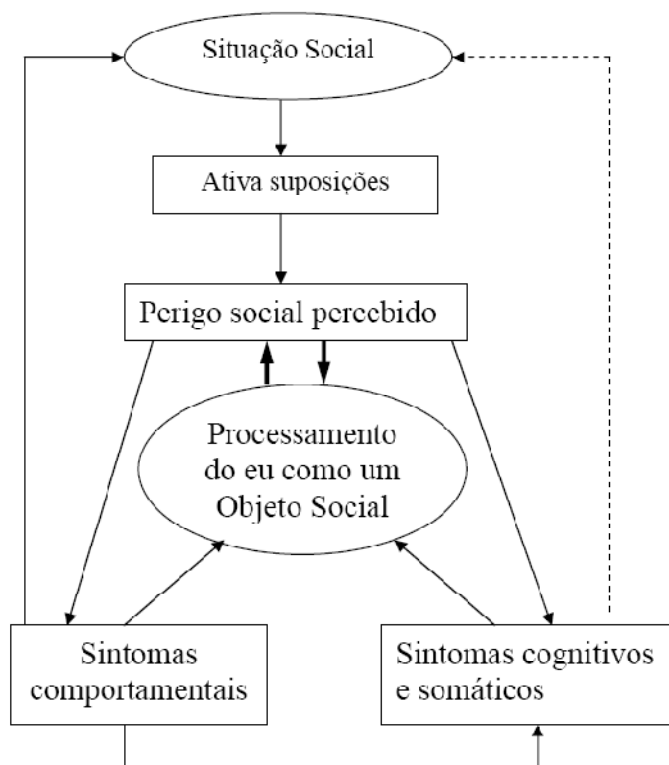 Situação Social
Ativa suposições
Perigo social percebido
Processamento
do eu como um
Objeto Social
Sintomas
comportamentais
Sintomas cognitivos
e somáticos